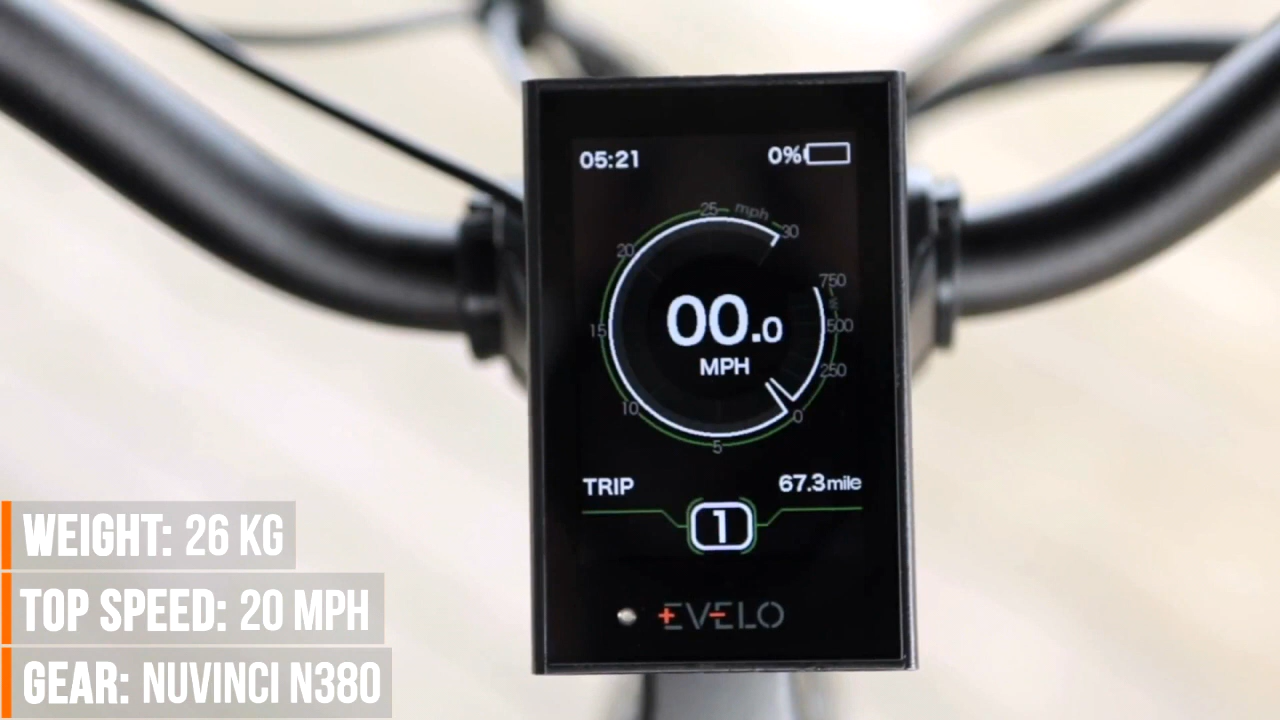 05:21 0%
25 mph 30
20
750
W
15 500
250
10 0
5
00.0
MPH
TRIP 67.3mile
1
EVELO
WEIGHT: 26 KG
TOP SPEED: 20 MPH
GEAR: NUVINCI N380